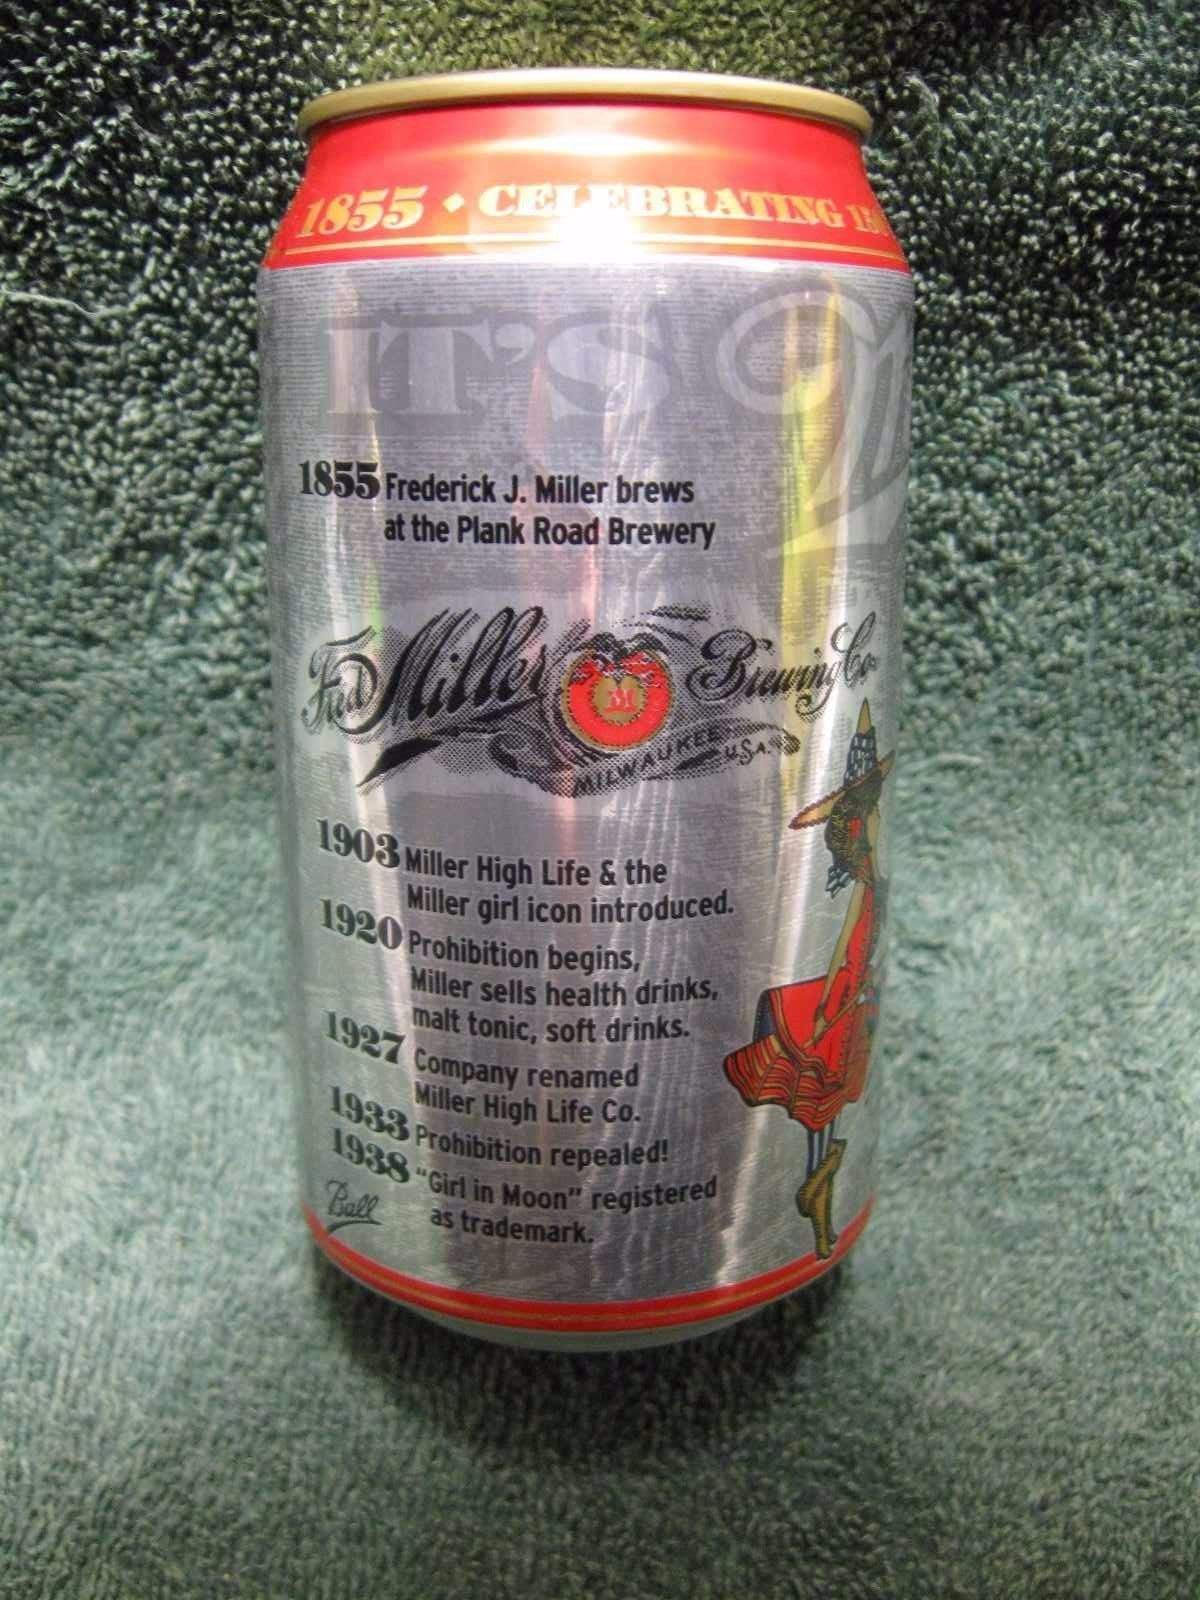 1855 ◆ CELEBRATING 15
IT'S
1855 Frederick J. Miller brews
at the Plank Road Brewery
Fred Miller Brewing Co.
M
MILWAUKEE U.S.A.
1903 Miller High Life & the
Miller girl icon introduced.
1920 Prohibition begins,
Miller sells health drinks,
malt tonic, soft drinks.
1927 Company renamed
Miller High Life Co.
1933 Prohibition repealed!
1938 "Girl in Moon" registered
as trademark.
Ball